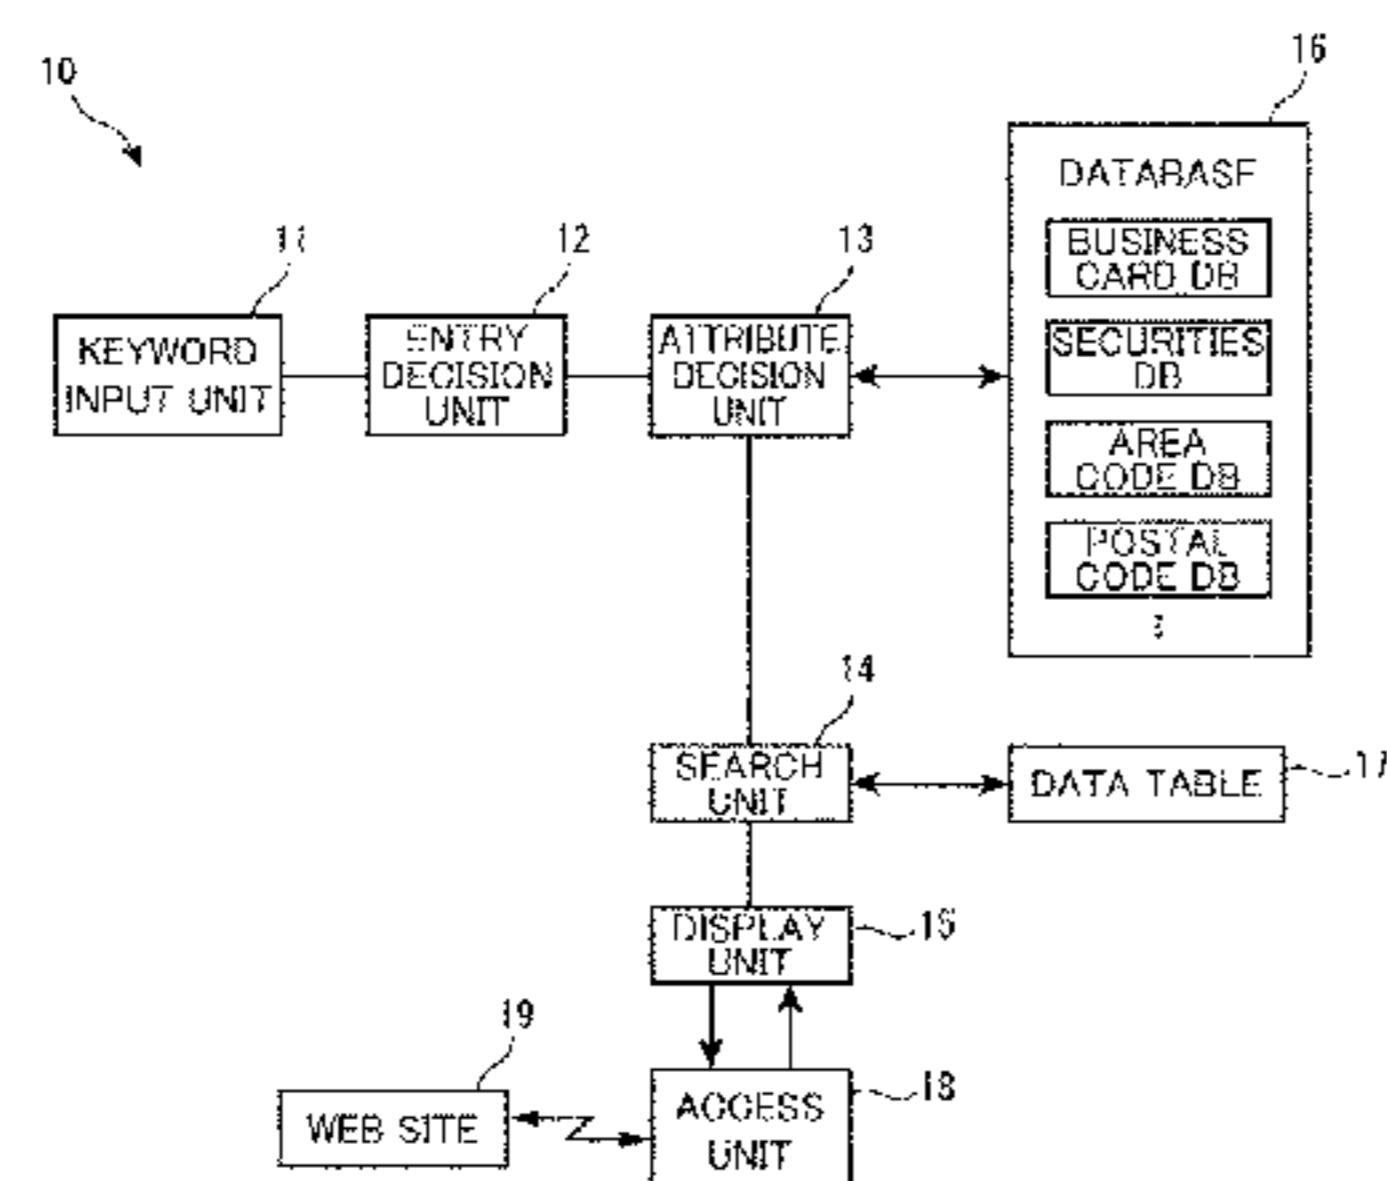 10
16
DATABASE
11
12
13
BUSINESS
CARD DB
KEYWORD
INPUT UNIT
ENTRY
DECISION
UNIT
ATTRIBUTE
DECISION
UNIT
SECURITIES
DB
AREA
CODE DB
POSTAL
CODE DB
14
SEARCH
UNIT
DATA TABLE
17
DISPLAY
UNIT
15
19
WEB SITE
ACCESS
UNIT
18